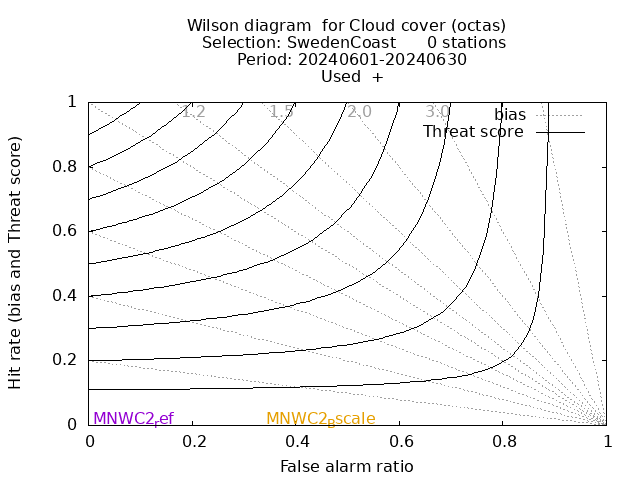 Wilson diagram  for Cloud cover (octas)
Selection: SwedenCoast      0 stations
Period: 20240601-20240630
Used  +
1.2 1.5 2.0 3.0
bias
Threat score
Hit rate (bias and Threat score)
1
0.8
0.6
0.4
0.2
0
MNWC2ref MNWC2Bscale
0 0.2 0.4 0.6 0.8 1
False alarm ratio